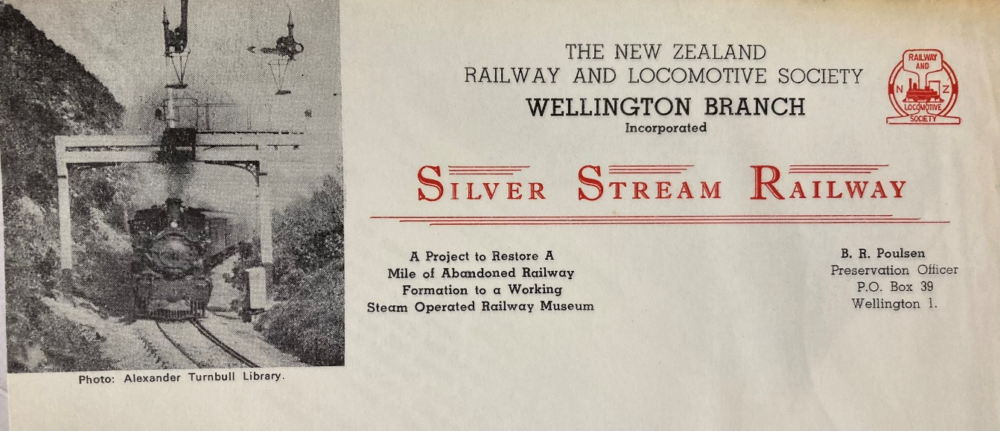 THE NEW ZEALAND
RAILWAY AND LOCOMOTIVE SOCIETY
WELLINGTON BRANCH
Incorporated
RAILWAY
AND
N Z
LOCOMOTIVE
SOCIETY
SILVER STREAM RAILWAY
A Project to Restore A
Mile of Abandoned Railway
Formation to a Working
Steam Operated Railway Museum
B. R. Poulsen
Preservation Officer
P.O. Box 39
Wellington 1.
Photo: Alexander Turnbull Library.